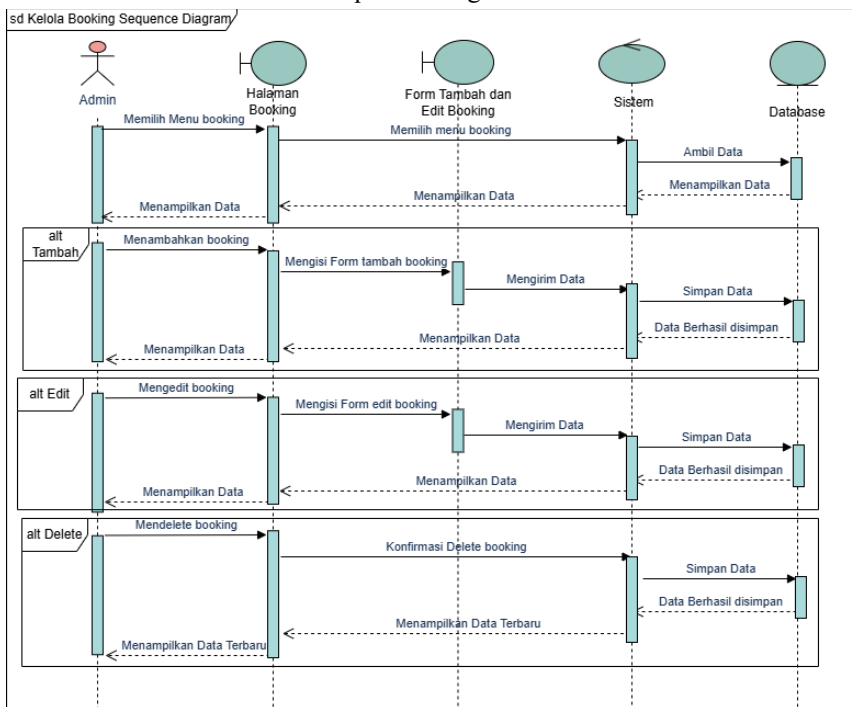 sd Kelola Booking Sequence Diagram
Admin
Halaman
Booking
Form Tambah dan
Edit Booking
Sistem
Database
Memilih Menu booking
Memilih menu booking
Ambil Data
Menampilkan Data
Menampilkan Data
Menampilkan Data
alt
Tambah
Menambahkan booking
Mengisi Form tambah booking
Mengirim Data
Simpan Data
Data Berhasil disimpan
Menampilkan Data
Menampilkan Data
alt Edit
Mengedit booking
Mengisi Form edit booking
Mengirim Data
Simpan Data
Data Berhasil disimpan
Menampilkan Data
Menampilkan Data
alt Delete
Mendelete booking
Konfirmasi Delete booking
Simpan Data
Data Berhasil disimpan
Menampilkan Data Terbaru
Menampilkan Data Terbaru